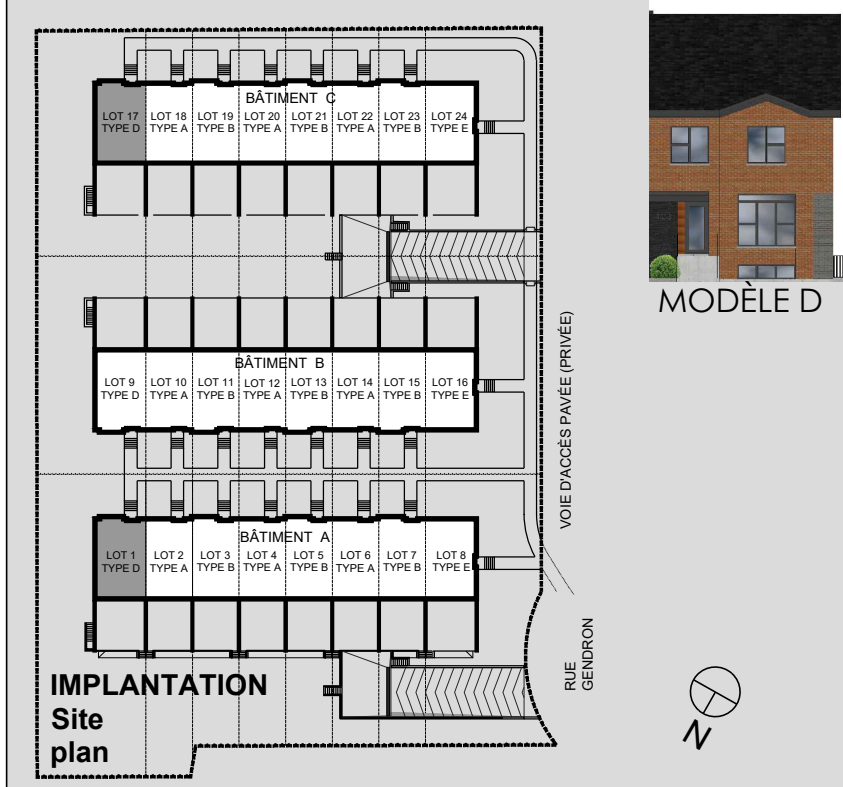 BÂTIMENT C
LOT 17 LOT 18 LOT 19 LOT 20 LOT 21 LOT 22 LOT 23 LOT 24
TYPE D TYPE A TYPE B TYPE A TYPE B TYPE A TYPE B TYPE E
MODÈLE D
VOIE D'ACCÈS PAVÉE (PRIVÉE)
BÂTIMENT B
LOT 9 LOT 10 LOT 11 LOT 12 LOT 13 LOT 14 LOT 15 LOT 16
TYPE D TYPE A TYPE B TYPE A TYPE B TYPE A TYPE B TYPE E
BÂTIMENT A
LOT 1 LOT 2 LOT 3 LOT 4 LOT 5 LOT 6 LOT 7 LOT 8
TYPE D TYPE A TYPE B TYPE A TYPE B TYPE A TYPE B TYPE E
RUE
GENDRON
IMPLANTATION
Site
plan
N